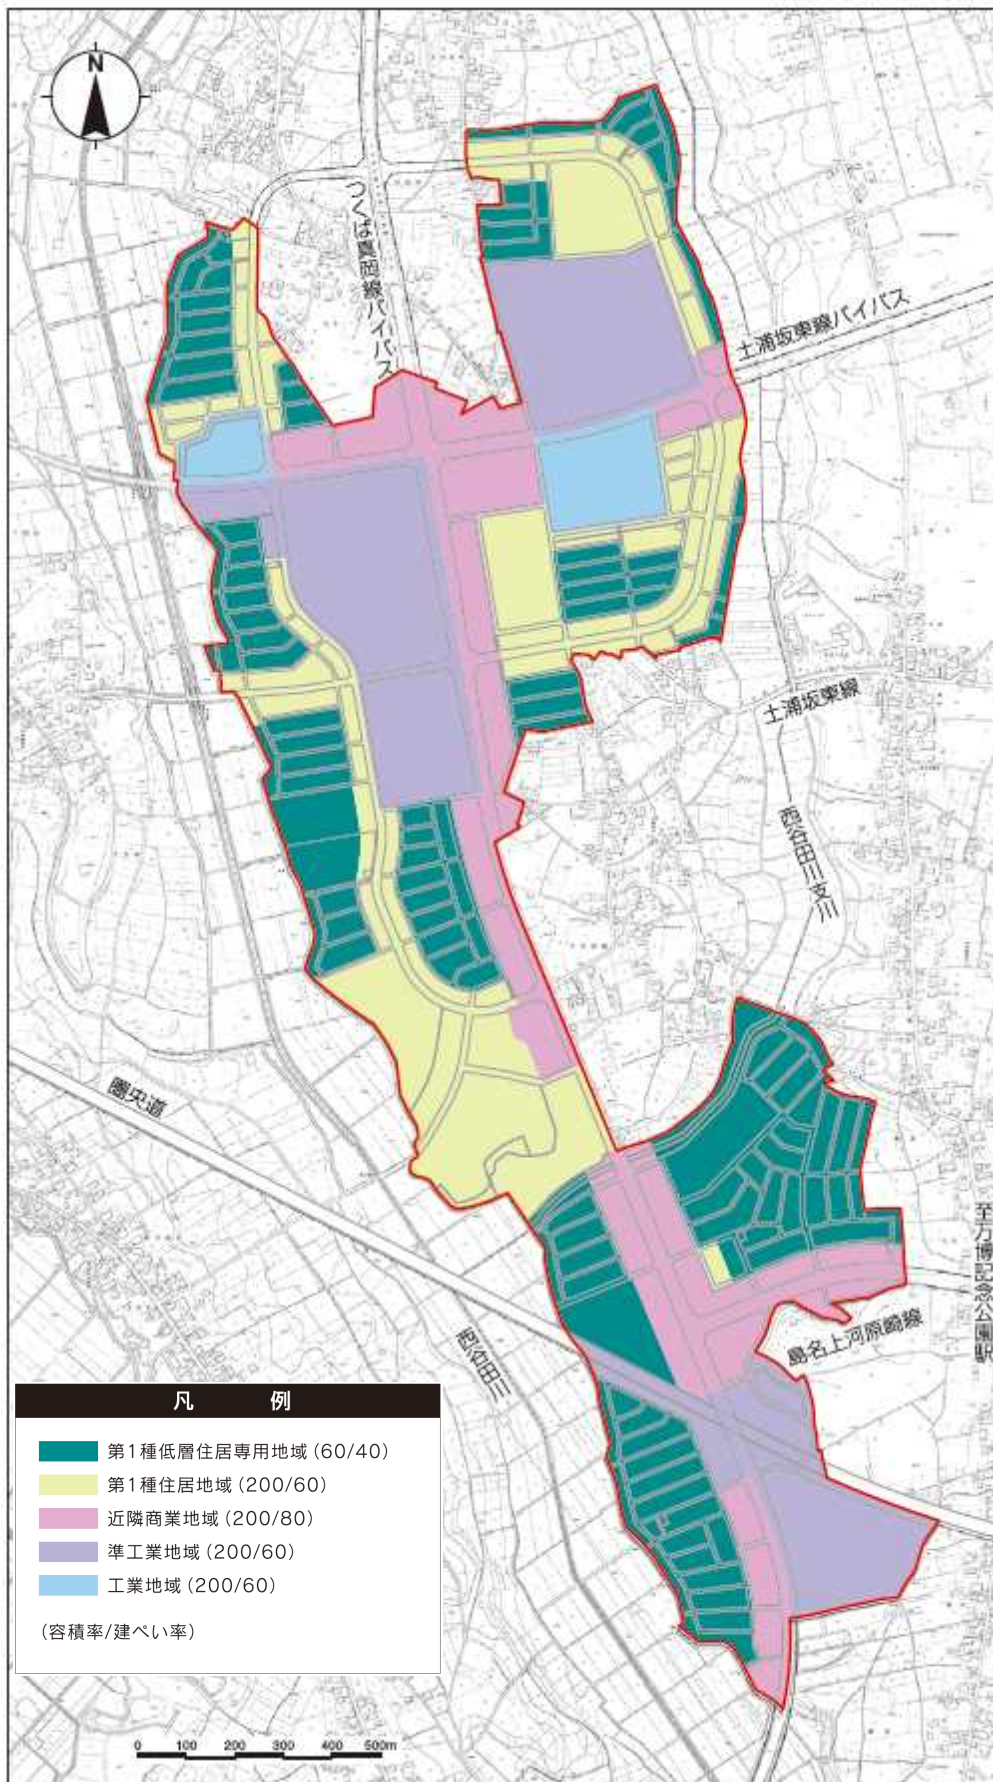 N
つくば真岡線バイパス
土浦坂東線バイパス
土浦坂東線
西谷田川支川
圏央道
至万博記念公園駅
島名上河原崎線
西谷田川
凡例
第1種低層住居専用地域(60/40)
第1種住居地域(200/60)
近隣商業地域(200/80)
準工業地域(200/60)
工業地域(200/60)
(容積率/建ぺい率)
0 100 200 300 400 500m